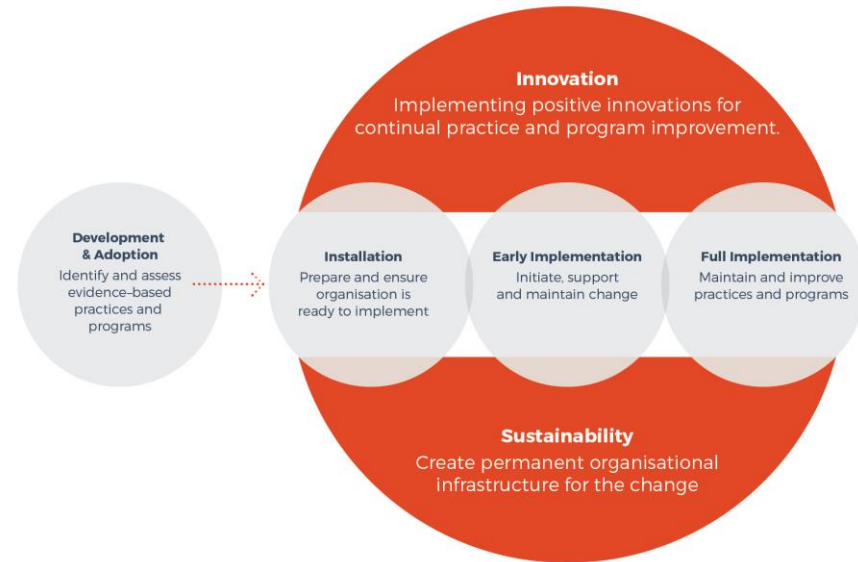 Innovation
Implementing positive innovations for
continual practice and program improvement.
Development
& Adoption
Identify and assess
evidence-based
practices and
programs
Installation
Prepare and ensure
organisation is
ready to implement
Early Implementation
Initiate, support
and maintain change
Full Implementation
Maintain and improve
practices and programs
Sustainability
Create permanent organisational
infrastructure for the change